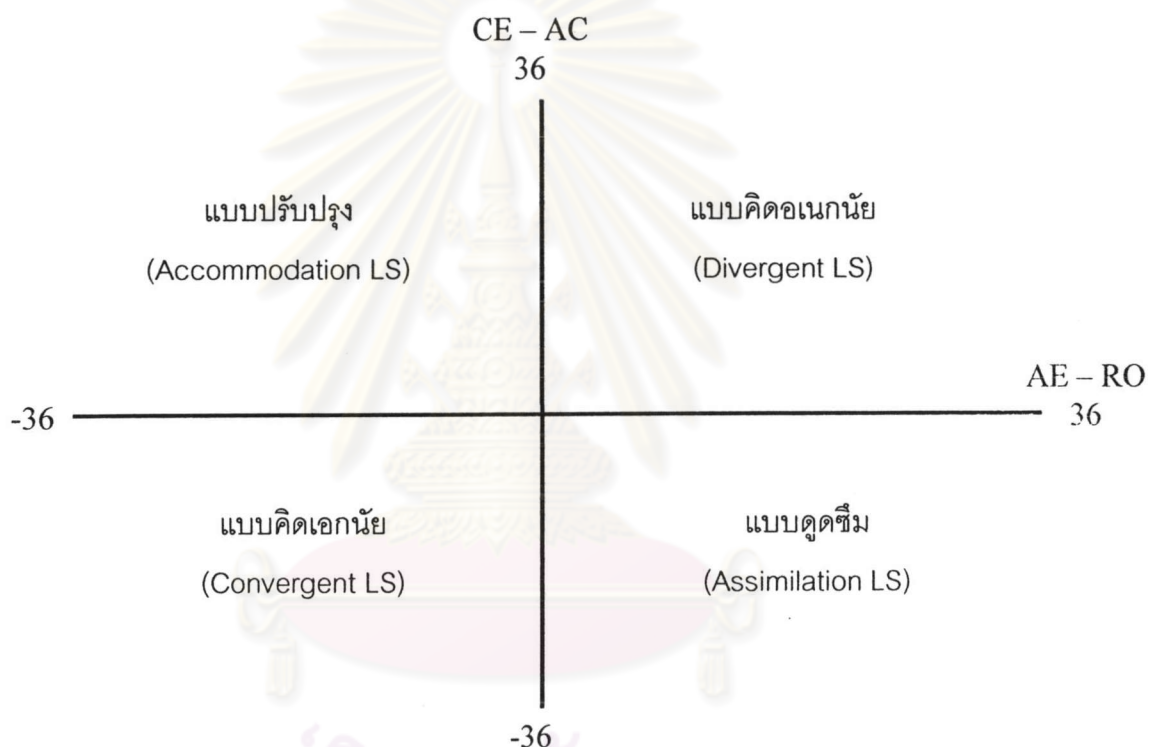 CE – AC
36
แบบปรับปรุง
(Accommodation LS)
แบบคิดอเนกนัย
(Divergent LS)
AE – RO
-36
36
แบบคิดเอกนัย
(Convergent LS)
แบบดูดซึม
(Assimilation LS)
-36